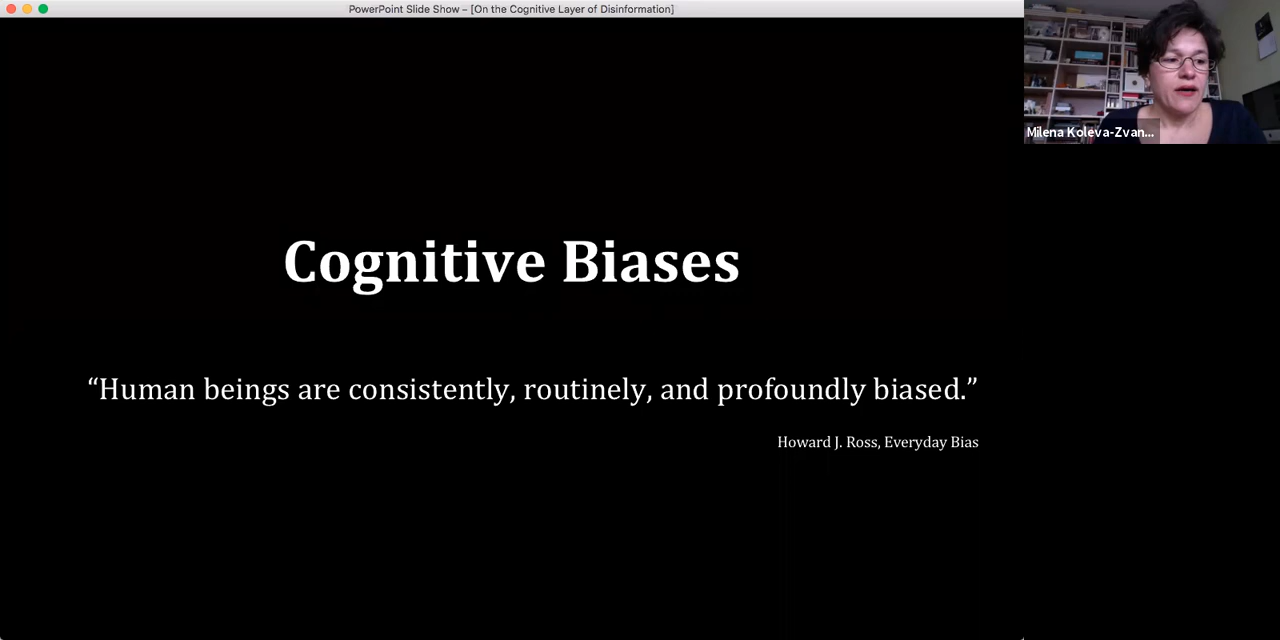 PowerPoint Slide Show – [On the Cognitive Layer of Disinformation]
Milena Koleva-Zvan...
Cognitive Biases
“Human beings are consistently, routinely, and profoundly biased.”
Howard J. Ross, Everyday Bias